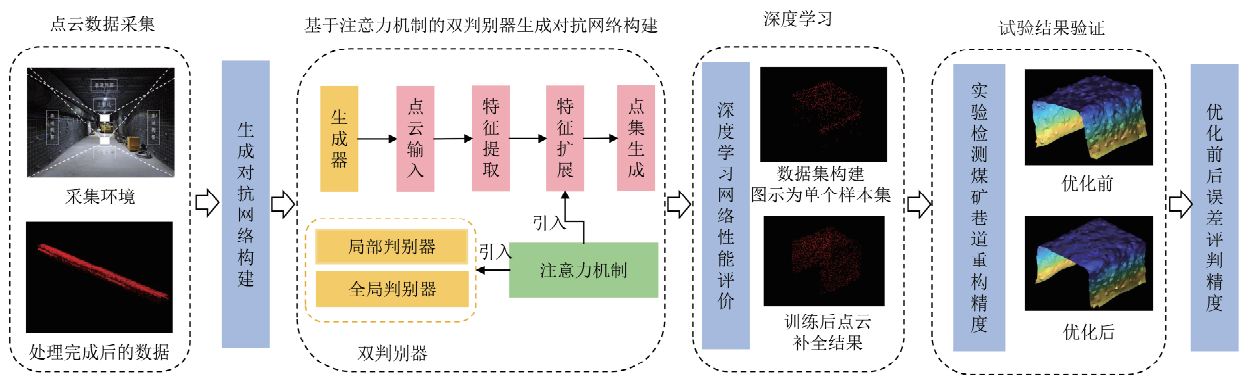 点云数据采集
采集环境
处理完成后的数据
生成对抗网络构建
基于注意力机制的双判别器生成对抗网络构建
生成器
点云输入
特征提取
特征扩展
点集生成
引入
局部判别器
全局判别器
引入
注意力机制
双判别器
深度学习
深度学习网络性能评价
数据集构建
图示为单个样本集
训练后点云
补全结果
试验结果验证
实验检测煤矿巷道重构精度
优化前
优化后
优化前后误差评判精度